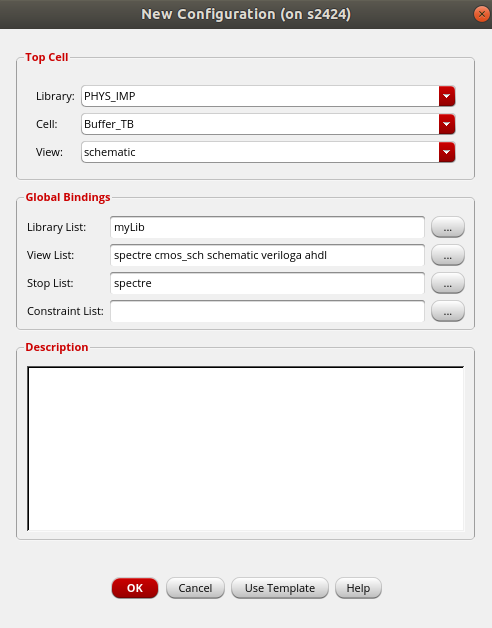 New Configuration (on s2424)
Top Cell
Library: PHYS_IMP
Cell: Buffer_TB
View: schematic
Global Bindings
Library List: myLib ...
View List: spectre cmos_sch schematic veriloga ahdl ...
Stop List: spectre ...
Constraint List: ...
Description
OK Cancel Use Template Help